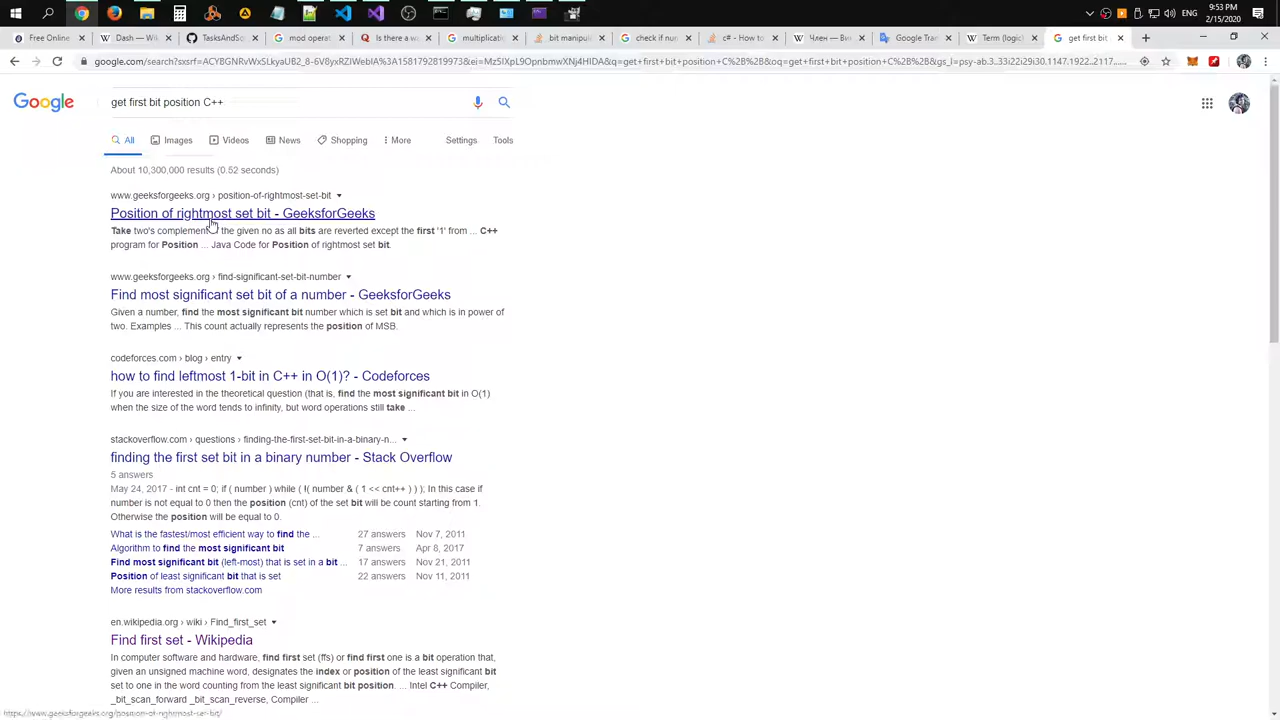 9:53 PM
ENG
2/15/2020
Free Online
Dash — Wik
TasksAndSo
mod operat
Is there a w
multiplicatio
bit manipul
check if nun
c# - How to
Член — Ви
Google Tran
Term (logic)
get first bit
google.com/search?sxsrf=ACYBGNRvWxSLkyaUB2_8-6V8yrxRZIWebIA%3A1581792819973&ei=Mz5IXpL9OpnbmwXNj4HIDA&q=get+first+bit+position+C%2B%2B&oq=get+first+bit+position+C%2B%2B&gs_l=psy-ab.3..33i22i29i30.1147.1922..2117......
Google
get first bit position C++
All
Images
Videos
News
Shopping
More
Settings
Tools
About 10,300,000 results (0.52 seconds)
www.geeksforgeeks.org › position-of-rightmost-set-bit
Position of rightmost set bit - GeeksforGeeks
Take two's complement of the given no as all bits are reverted except the first '1' from ... C++
program for Position ... Java Code for Position of rightmost set bit.
www.geeksforgeeks.org › find-significant-set-bit-number
Find most significant set bit of a number - GeeksforGeeks
Given a number, find the most significant bit number which is set bit and which is in power of
two. Examples ... This count actually represents the position of MSB.
codeforces.com › blog › entry
how to find leftmost 1-bit in C++ in O(1)? - Codeforces
If you are interested in the theoretical question (that is, find the most significant bit in O(1)
when the size of the word tends to infinity, but word operations still take ...
stackoverflow.com › questions › finding-the-first-set-bit-in-a-binary-n...
finding the first set bit in a binary number - Stack Overflow
5 answers
May 24, 2017 - int cnt = 0; if ( number ) while ( !( number & ( 1 << cnt++ ) ) ); In this case if
number is not equal to 0 then the position (cnt) of the set bit will be count starting from 1.
Otherwise the position will be equal to 0.
What is the fastest/most efficient way to find the ... 27 answers Nov 7, 2011
Algorithm to find the most significant bit 7 answers Apr 8, 2017
Find most significant bit (left-most) that is set in a bit ... 17 answers Nov 21, 2011
Position of least significant bit that is set 22 answers Nov 11, 2011
More results from stackoverflow.com
en.wikipedia.org › wiki › Find_first_set
Find first set - Wikipedia
In computer software and hardware, find first set (ffs) or find first one is a bit operation that,
given an unsigned machine word, designates the index or position of the least significant bit
set to one in the word counting from the least significant bit position. ... Intel C++ Compiler,
_bit_scan_forward _bit_scan_reverse, Compiler ...
https://www.geeksforgeeks.org/position-of-rightmost-set-bit/